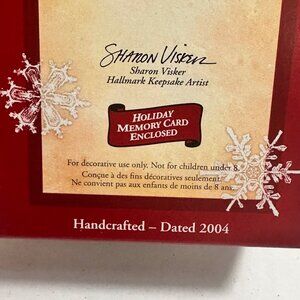 SHARON VISKER
Sharon Visker
Hallmark Keepsake Artist
HOLIDAY
MEMORY CARD
ENCLOSED
For decorative use only. Not for children under 8.
Conçue à des fins décoratives seulement.
Ne convient pas aux enfants de moins de 8 ans.
Handcrafted – Dated 2004